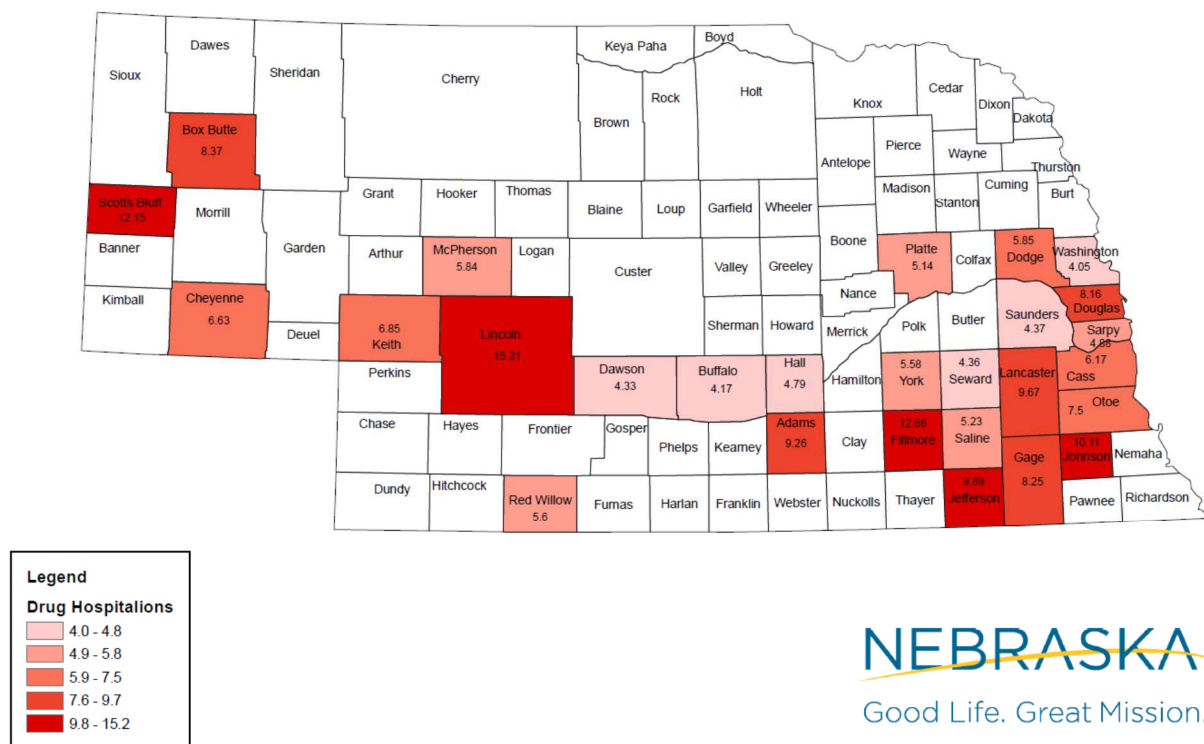 Boyd
Dawes
Keya Paha
Sioux
Sheridan
Cherry
Holt
Rock
Cedar
Knox
Dixon
Dakota
Brown
Box Butte
8.37
Pierce
Wayne
Antelope
Thurston
Grant
Hooker
Thomas
Madison
Cuming
Burt
Scotts Bluff
12.15
Morrill
Blaine
Loup
Garfield
Wheeler
Stanton
Banner
Garden
Arthur
McPherson
5.84
Logan
Custer
Valley
Greeley
Boone
Platte
5.14
Colfax
5.85
Dodge
Washington
4.05
Kimball
Cheyenne
6.63
Deuel
6.85
Keith
Lincoln
15.21
Sherman
Howard
Nance
Merrick
Polk
Butler
Saunders
4.37
8.16
Douglas
Sarpy
4.88
Perkins
Dawson
4.33
Buffalo
4.17
Hall
4.79
Hamilton
5.58
York
4.36
Seward
Lancaster
9.67
6.17
Cass
7.5
Otoe
Chase
Hayes
Frontier
Gosper
Phelps
Kearney
Adams
9.26
Clay
12.66
Fillmore
5.23
Saline
Gage
8.25
10.11
Johnson
Nemaha
Dundy
Hitchcock
Red Willow
5.6
Furnas
Harlan
Franklin
Webster
Nuckolls
Thayer
9.89
Jefferson
Pawnee
Richardson
Legend
Drug Hospitalions
4.0 - 4.8
4.9 - 5.8
5.9 - 7.5
7.6 - 9.7
9.8 - 15.2
NEBRASKA
Good Life. Great Mission.